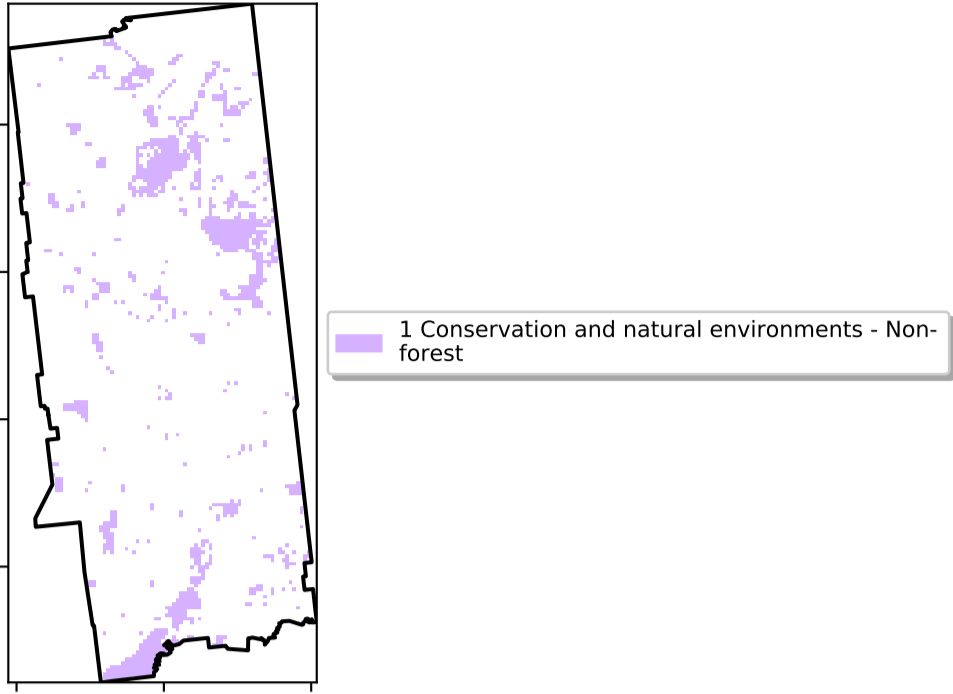 1 Conservation and natural environments - Non-
forest